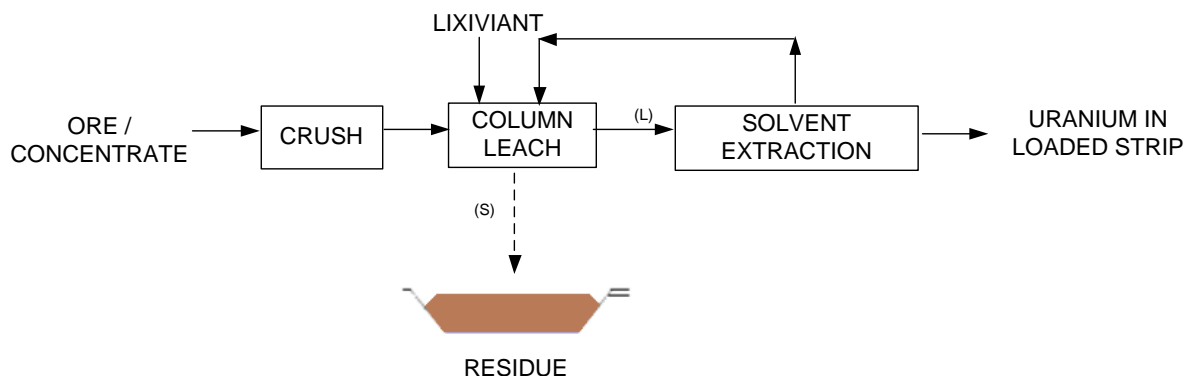 LIXIVIANT
ORE /
CONCENTRATE
CRUSH
COLUMN
LEACH
(L)
SOLVENT
EXTRACTION
URANIUM IN
LOADED STRIP
(S)
RESIDUE